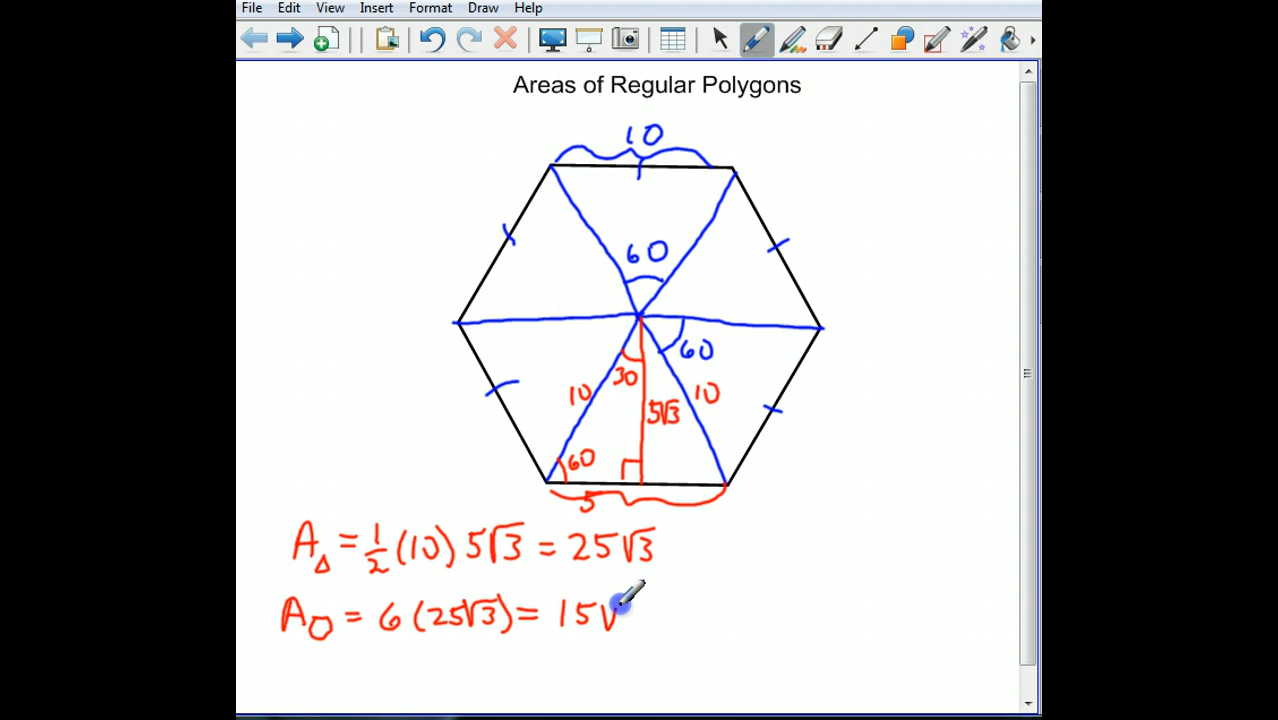 File Edit View Insert Format Draw Help
Areas of Regular Polygons
10
60
60
30
10
5√3
10
60
5
A△ = 1/2 (10) 5√3 = 25√3
A⬡ = 6 (25√3) = 15√